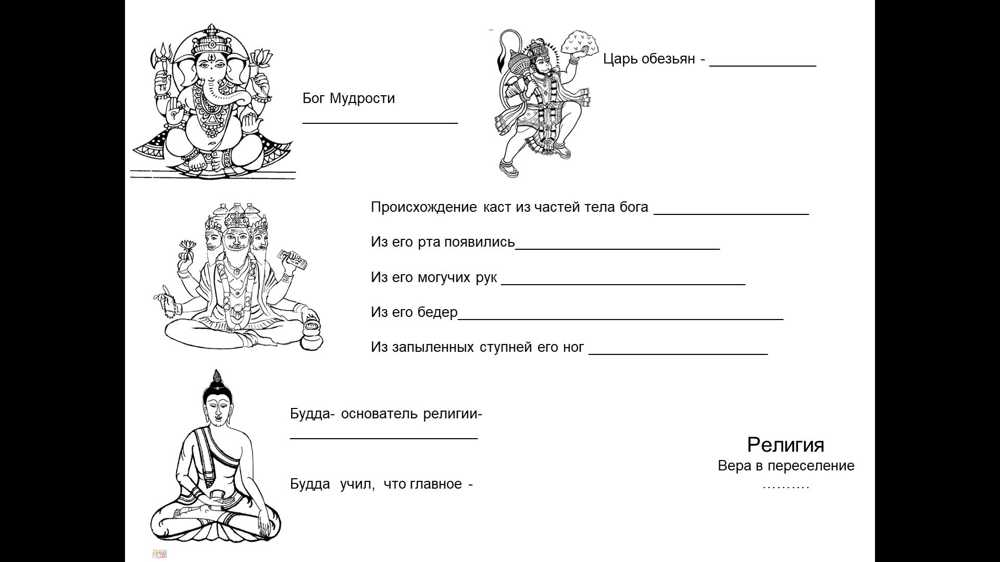 Царь обезьян - _____________
Бог Мудрости
___________________
Происхождение каст из частей тела бога ___________________
Из его рта появились_________________________
Из его могучих рук ______________________________
Из его бедер________________________________________
Из запыленных ступней его ног ______________________
Будда- основатель религии-
_______________________
Будда учил, что главное -
Религия
Вера в переселение
……….